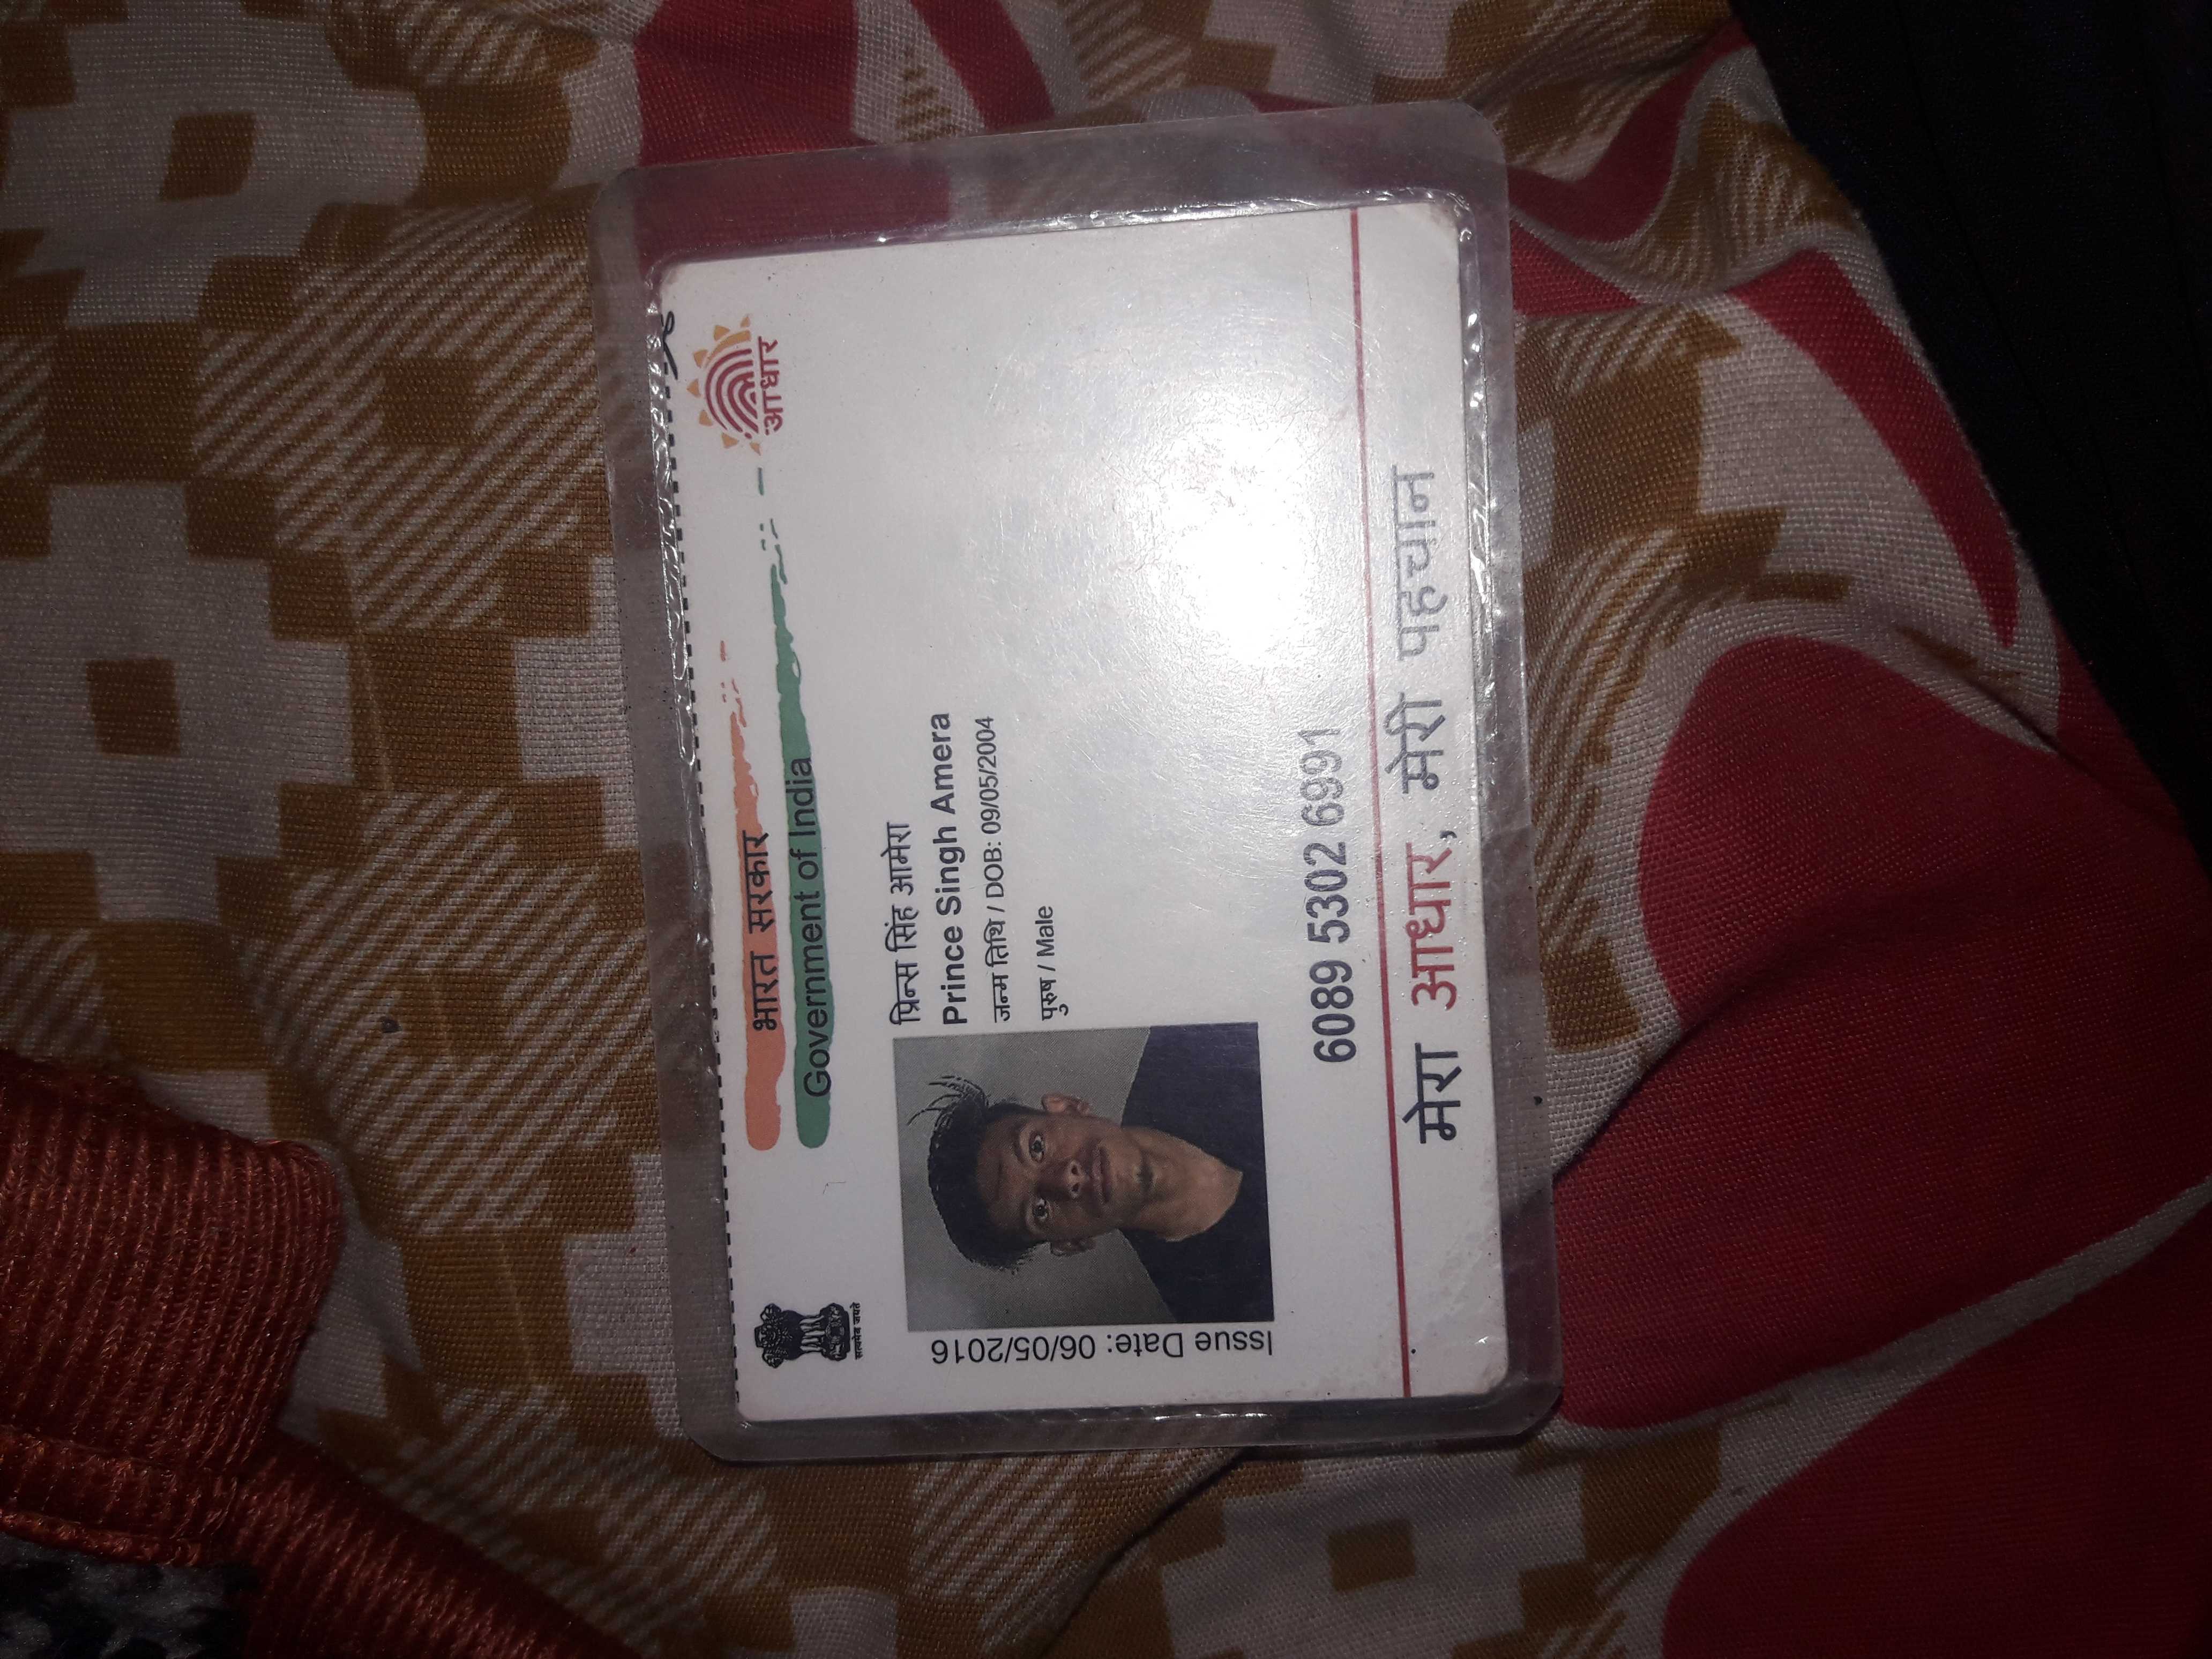 भारत सरकार
Government of India
आधार
सत्यमेव जयते
Issue Date: 06/05/2016
प्रिन्स सिंह आमेरा
Prince Singh Amera
जन्म तिथि / DOB: 09/05/2004
पुरुष / Male
6089 5302 6991
मेरा आधार, मेरी पहचान